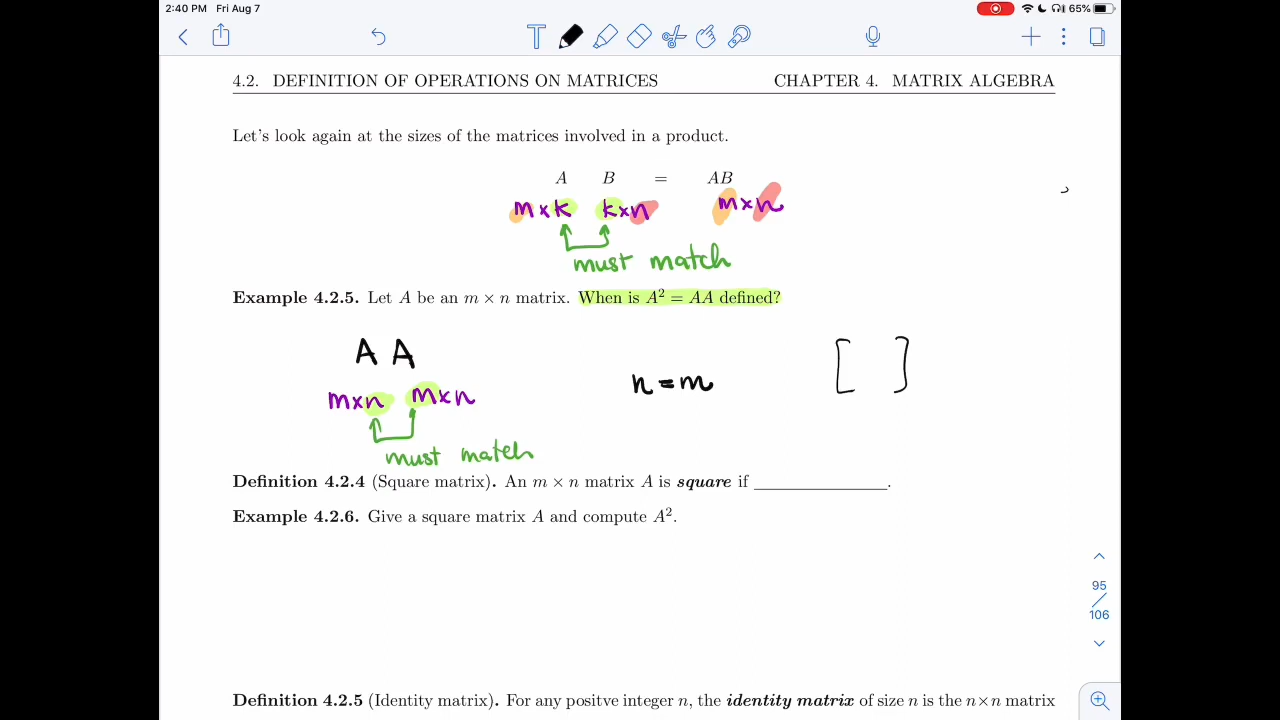 2:40 PM Fri Aug 7 65%
T
4.2. DEFINITION OF OPERATIONS ON MATRICES CHAPTER 4. MATRIX ALGEBRA
Let's look again at the sizes of the matrices involved in a product.
A B = AB
m×k k×n m×n
must match
Example 4.2.5. Let A be an m × n matrix. When is A² = AA defined?
A A [ ]
m×n m×n n=m
must match
Definition 4.2.4 (Square matrix). An m × n matrix A is square if ________________.
Example 4.2.6. Give a square matrix A and compute A².
95
106
Definition 4.2.5 (Identity matrix). For any positve integer n, the identity matrix of size n is the n×n matrix